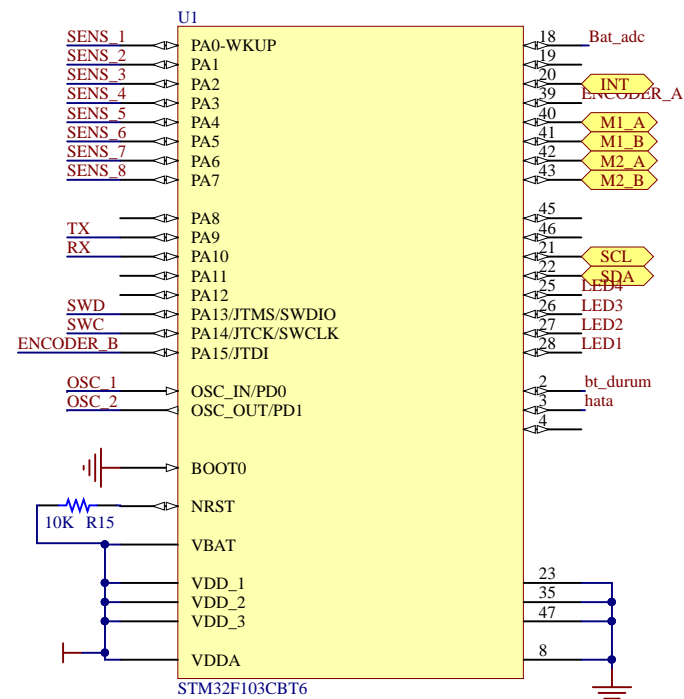 U1
SENS_1 PA0-WKUP 18 Bat_adc
SENS_2 PA1 19
SENS_3 PA2 20 INT
SENS_4 PA3 39 ENCODER_A
SENS_5 PA4 40 M1_A
SENS_6 PA5 41 M1_B
SENS_7 PA6 42 M2_A
SENS_8 PA7 43 M2_B
PA8 45
TX PA9 46
RX PA10 21 SCL
PA11 22 SDA
PA12 25 LED4
SWD PA13/JTMS/SWDIO 26 LED3
SWC PA14/JTCK/SWCLK 27 LED2
ENCODER_B PA15/JTDI 28 LED1
OSC_1 OSC_IN/PD0 2 bt_durum
OSC_2 OSC_OUT/PD1 3 hata
4
BOOT0
NRST
10K R15
VBAT
VDD_1 23
VDD_2 35
VDD_3 47
VDDA 8
STM32F103CBT6